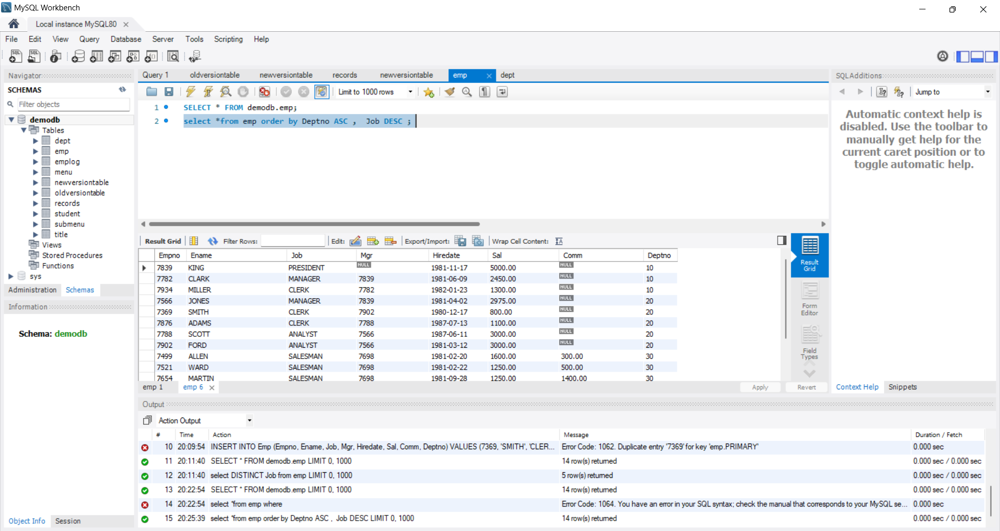 MySQL Workbench
Local instance MySQL80
File Edit View Query Database Server Tools Scripting Help
Navigator
SCHEMAS
Filter objects
demodb
Tables
dept
emp
emplog
menu
newversiontable
oldversiontable
records
student
submenu
title
Views
Stored Procedures
Functions
sys
Administration Schemas
Information
Schema: demodb
Object Info Session
Query 1 oldversiontable newversiontable records newversiontable emp dept
Limit to 1000 rows
1 SELECT * FROM demodb.emp;
2 select *from emp order by Deptno ASC , Job DESC ;
Result Grid Filter Rows: Edit: Export/Import: Wrap Cell Content:
Empno Ename Job Mgr Hiredate Sal Comm Deptno
7839 KING PRESIDENT NULL 1981-11-17 5000.00 NULL 10
7782 CLARK MANAGER 7839 1981-06-09 2450.00 NULL 10
7934 MILLER CLERK 7782 1982-01-23 1300.00 NULL 10
7566 JONES MANAGER 7839 1981-04-02 2975.00 NULL 20
7369 SMITH CLERK 7902 1980-12-17 800.00 NULL 20
7876 ADAMS CLERK 7788 1987-07-13 1100.00 NULL 20
7788 SCOTT ANALYST 7566 1987-06-11 3000.00 NULL 20
7902 FORD ANALYST 7566 1981-03-12 3000.00 NULL 20
7499 ALLEN SALESMAN 7698 1981-02-20 1600.00 300.00 30
7521 WARD SALESMAN 7698 1981-02-22 1250.00 500.00 30
7654 MARTIN SALESMAN 7698 1981-09-28 1250.00 1400.00 30
Result Grid
Form Editor
Field Types
emp 1 emp 6
Apply Revert
SQLAdditions
Jump to
Automatic context help is
disabled. Use the toolbar to
manually get help for the
current caret position or to
toggle automatic help.
Context Help Snippets
Output
Action Output
# Time Action Message Duration / Fetch
10 20:09:54 INSERT INTO Emp (Empno, Ename, Job, Mgr, Hiredate, Sal, Comm, Deptno) VALUES (7369, 'SMITH', 'CLER... Error Code: 1062. Duplicate entry '7369' for key 'emp.PRIMARY' 0.000 sec
11 20:11:40 SELECT * FROM demodb.emp LIMIT 0, 1000 14 row(s) returned 0.000 sec / 0.000 sec
12 20:11:40 select DISTINCT Job from emp LIMIT 0, 1000 5 row(s) returned 0.000 sec / 0.000 sec
13 20:22:54 SELECT * FROM demodb.emp LIMIT 0, 1000 14 row(s) returned 0.000 sec / 0.000 sec
14 20:22:54 select *from emp where Error Code: 1064. You have an error in your SQL syntax; check the manual that corresponds to your MySQL se... 0.000 sec
15 20:25:39 select *from emp order by Deptno ASC , Job DESC LIMIT 0, 1000 14 row(s) returned 0.000 sec / 0.000 sec